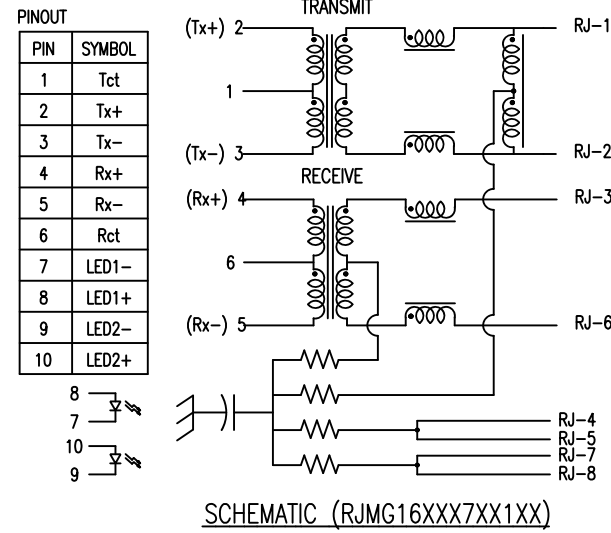 PINOUT
PIN SYMBOL
1 Tct
2 Tx+
3 Tx-
4 Rx+
5 Rx-
6 Rct
7 LED1-
8 LED1+
9 LED2-
10 LED2+
8
7
10
9
TRANSMIT
(Tx+) 2
RJ-1
1
(Tx-) 3
RJ-2
RECEIVE
(Rx+) 4
RJ-3
6
(Rx-) 5
RJ-6
RJ-4
RJ-5
RJ-7
RJ-8
SCHEMATIC (RJMG16XXX7XX1XX)